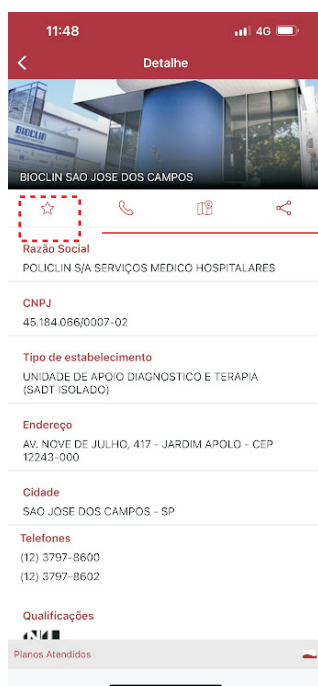 11:48
4G
Detalhe
BIOCLIN
BIOCLIN SAO JOSE DOS CAMPOS
Razão Social
POLICLIN S/A SERVIÇOS MEDICO HOSPITALARES
CNPJ
45.184.066/0007-02
Tipo de estabelecimento
UNIDADE DE APOIO DIAGNOSTICO E TERAPIA
(SADT ISOLADO)
Endereço
AV. NOVE DE JULHO, 417 - JARDIM APOLO - CEP
12243-000
Cidade
SAO JOSE DOS CAMPOS - SP
Telefones
(12) 3797-8600
(12) 3797-8602
Qualificações
Planos Atendidos